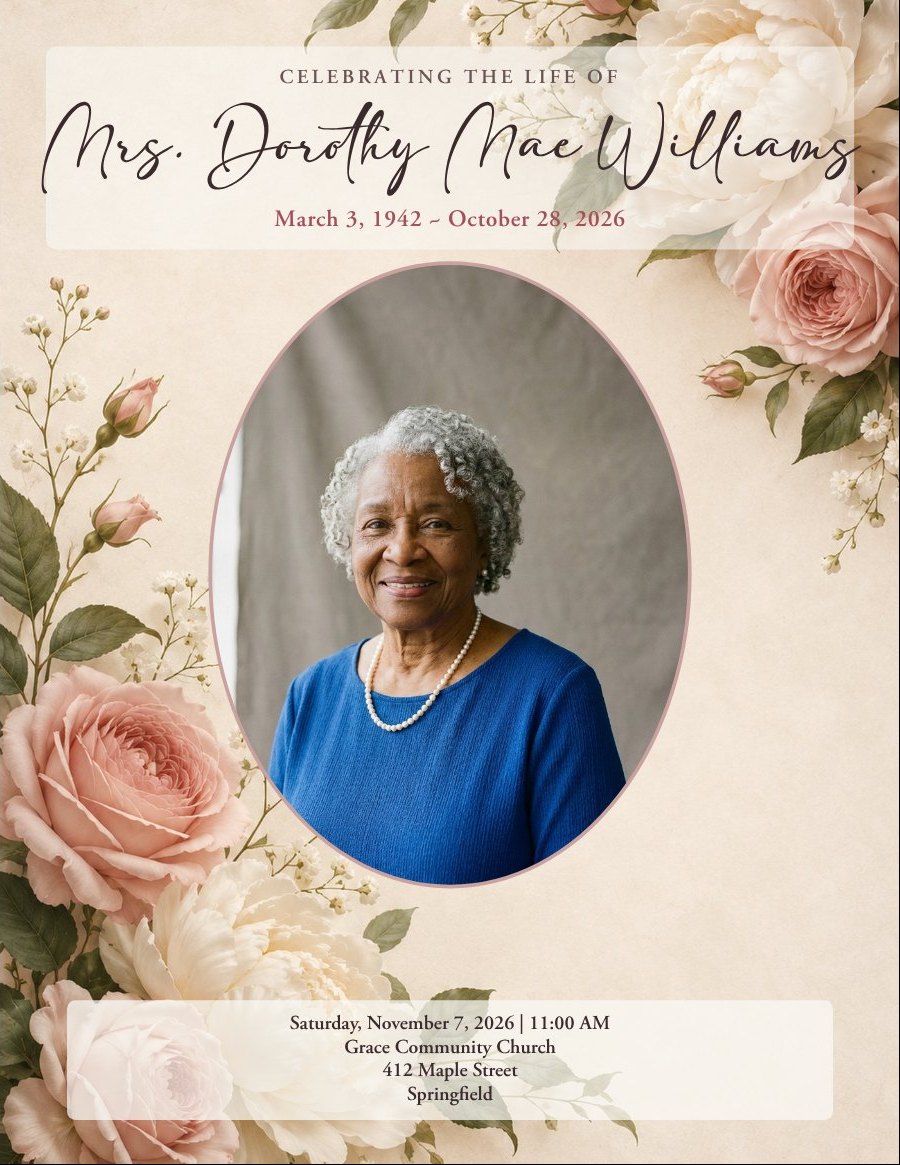 CELEBRATING THE LIFE OF
Mrs. Dorothy Mae Williams
March 3, 1942 ~ October 28, 2026
Saturday, November 7, 2026 | 11:00 AM
Grace Community Church
412 Maple Street
Springfield